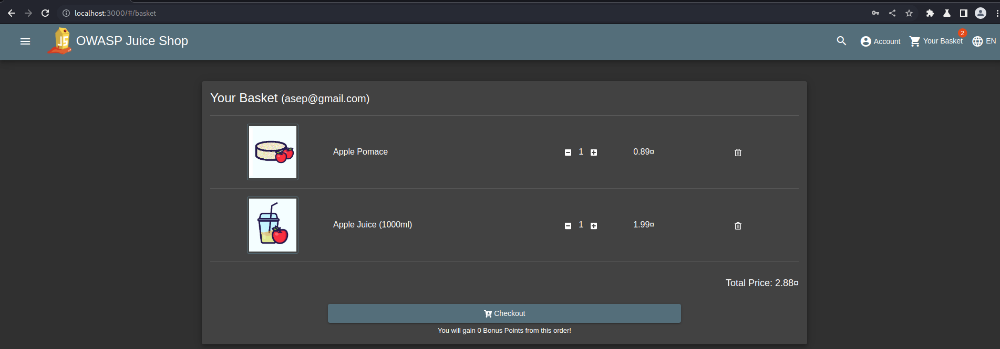 localhost:3000/#/basket
JS
OWASP Juice Shop
Account
Your Basket
2
EN
Your Basket (asep@gmail.com)
Apple Pomace 1 0.89¤
Apple Juice (1000ml) 1 1.99¤
Total Price: 2.88¤
Checkout
You will gain 0 Bonus Points from this order!